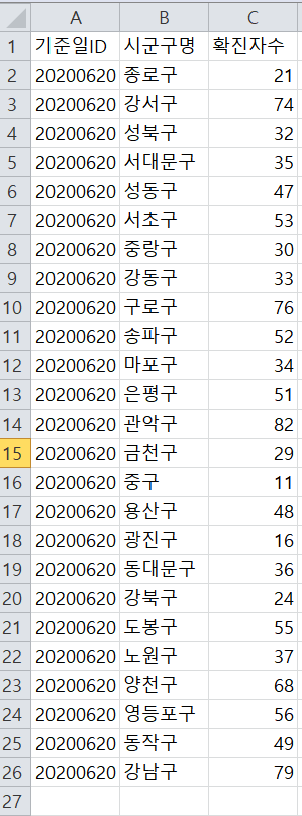 A B C
1 기준일ID 시군구명 확진자수
2 20200620 종로구 21
3 20200620 강서구 74
4 20200620 성북구 32
5 20200620 서대문구 35
6 20200620 성동구 47
7 20200620 서초구 53
8 20200620 중랑구 30
9 20200620 강동구 33
10 20200620 구로구 76
11 20200620 송파구 52
12 20200620 마포구 34
13 20200620 은평구 51
14 20200620 관악구 82
15 20200620 금천구 29
16 20200620 중구 11
17 20200620 용산구 48
18 20200620 광진구 16
19 20200620 동대문구 36
20 20200620 강북구 24
21 20200620 도봉구 55
22 20200620 노원구 37
23 20200620 양천구 68
24 20200620 영등포구 56
25 20200620 동작구 49
26 20200620 강남구 79
27